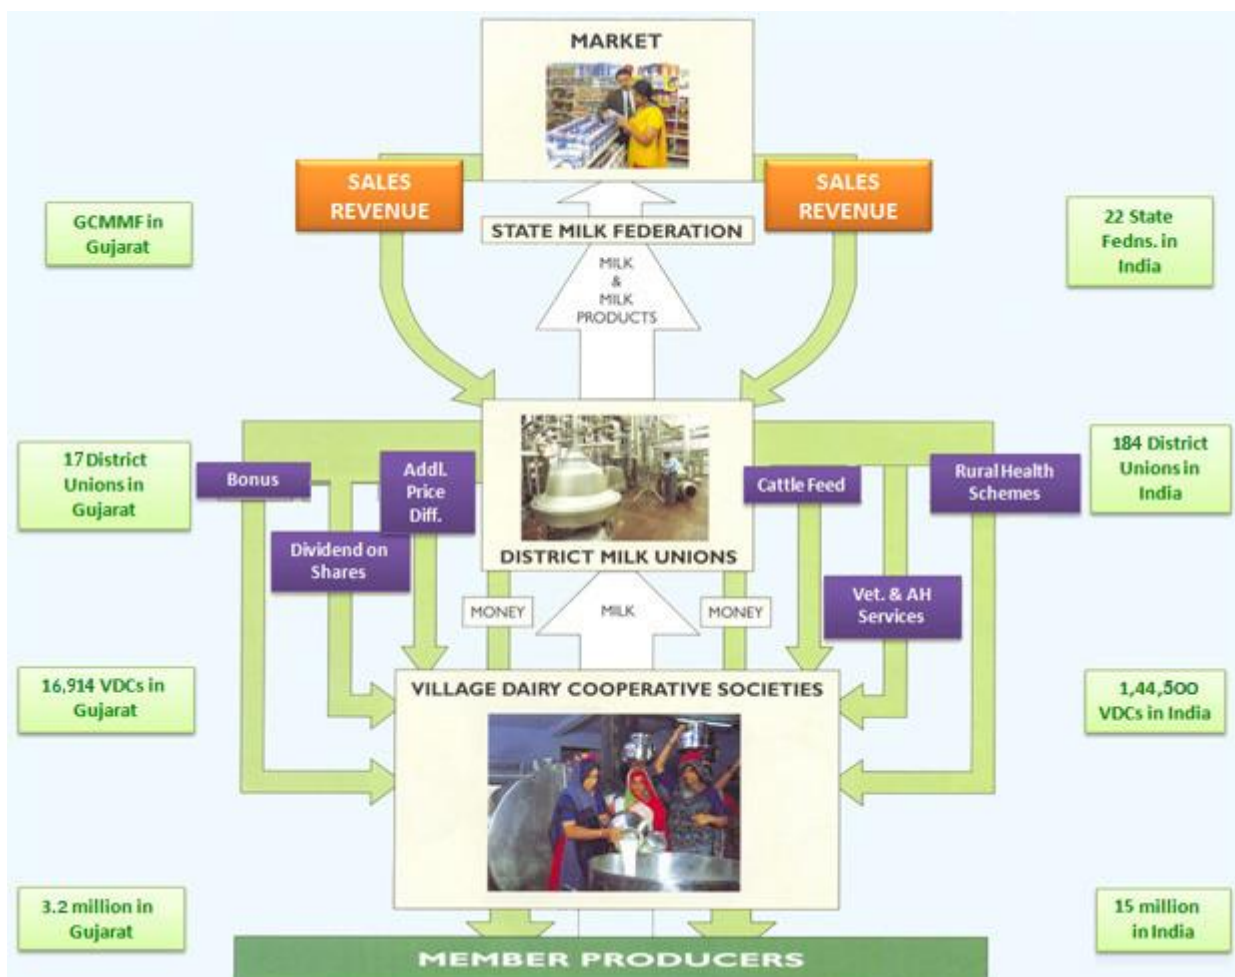 MARKET
SALES
REVENUE
SALES
REVENUE
GCMMF in
Gujarat
STATE MILK FEDERATION
22 State
Fedns. in
India
MILK
&
MILK
PRODUCTS
17 District
Unions in
Gujarat
Bonus
Addl.
Price
Diff.
Cattle Feed
Rural Health
Schemes
184 District
Unions in
India
Dividend on
Shares
DISTRICT MILK UNIONS
MONEY
MILK
MONEY
Vet. & AH
Services
16,914 VDCs in
Gujarat
VILLAGE DAIRY COOPERATIVE SOCIETIES
1,44,500
VDCs in India
3.2 million in
Gujarat
15 million
in India
MEMBER PRODUCERS